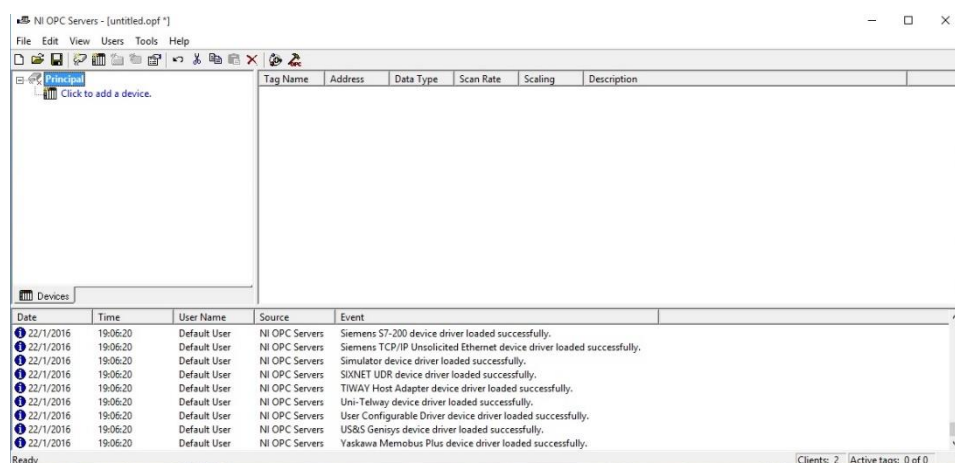 NI OPC Servers - [untitled.opf *]
File Edit View Users Tools Help
Principal
Click to add a device.
Tag Name Address Data Type Scan Rate Scaling Description
Devices
Date Time User Name Source Event
22/1/2016 19:06:20 Default User NI OPC Servers Siemens S7-200 device driver loaded successfully.
22/1/2016 19:06:20 Default User NI OPC Servers Siemens TCP/IP Unsolicited Ethernet device driver loaded successfully.
22/1/2016 19:06:20 Default User NI OPC Servers Simulator device driver loaded successfully.
22/1/2016 19:06:20 Default User NI OPC Servers SIXNET UDR device driver loaded successfully.
22/1/2016 19:06:20 Default User NI OPC Servers TIWAY Host Adapter device driver loaded successfully.
22/1/2016 19:06:20 Default User NI OPC Servers Uni-Telway device driver loaded successfully.
22/1/2016 19:06:20 Default User NI OPC Servers User Configurable Driver device driver loaded successfully.
22/1/2016 19:06:20 Default User NI OPC Servers US&S Genisys device driver loaded successfully.
22/1/2016 19:06:20 Default User NI OPC Servers Yaskawa Memobus Plus device driver loaded successfully.
Ready Clients: 2 Active tags: 0 of 0